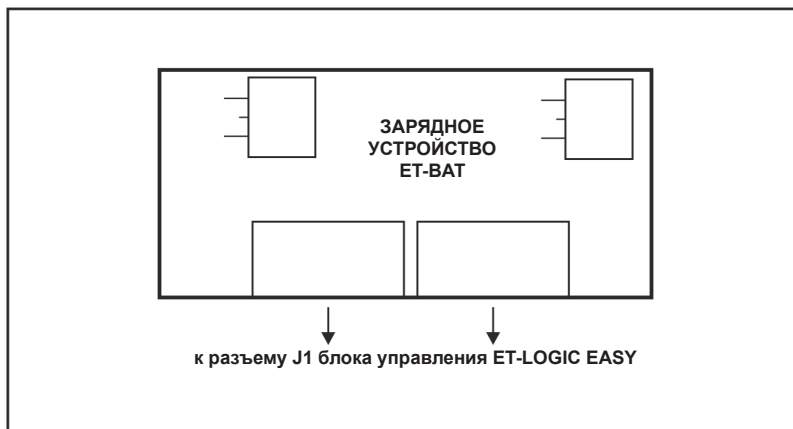 ЗАРЯДНОЕ
УСТРОЙСТВО
ET-BAT
к разъему J1 блока управления ET-LOGIC EASY